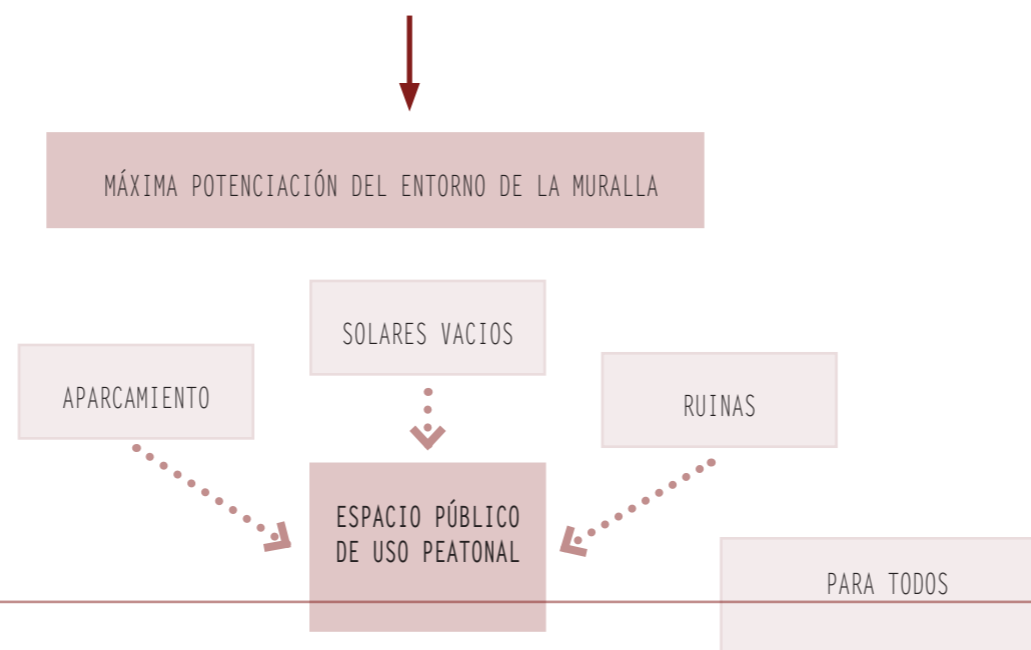 MÁXIMA POTENCIACIÓN DEL ENTORNO DE LA MURALLA
SOLARES VACIOS
APARCAMIENTO
RUINAS
ESPACIO PÚBLICO
DE USO PEATONAL
PARA TODOS